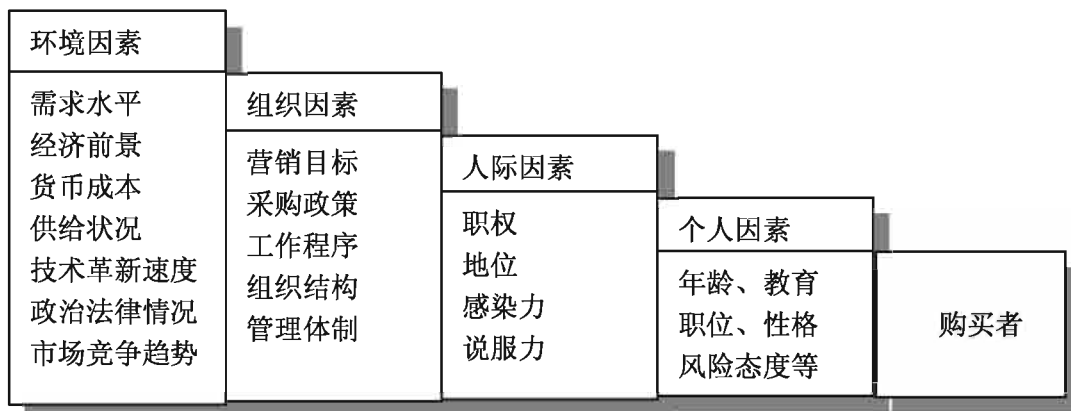 环境因素
需求水平
经济前景
货币成本
供给状况
技术革新速度
政治法律情况
市场竞争趋势
组织因素
营销目标
采购政策
工作程序
组织结构
管理体制
人际因素
职权
地位
感染力
说服力
个人因素
年龄、教育
职位、性格
风险态度等
购买者